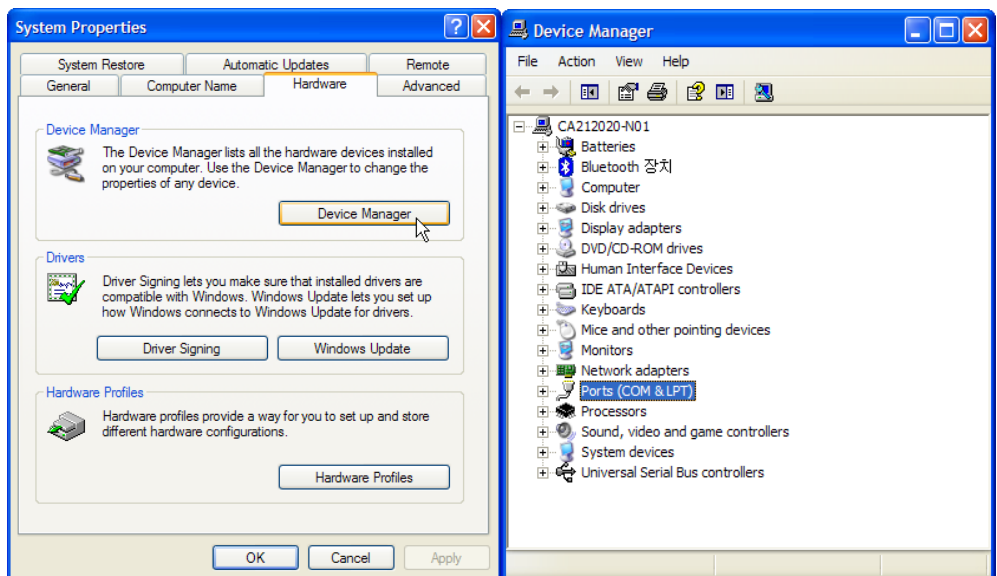 System Properties
System Restore Automatic Updates Remote
General Computer Name Hardware Advanced
Device Manager
The Device Manager lists all the hardware devices installed
on your computer. Use the Device Manager to change the
properties of any device.
Device Manager
Drivers
Driver Signing lets you make sure that installed drivers are
compatible with Windows. Windows Update lets you set up
how Windows connects to Windows Update for drivers.
Driver Signing Windows Update
Hardware Profiles
Hardware profiles provide a way for you to set up and store
different hardware configurations.
Hardware Profiles
OK Cancel Apply
Device Manager
File Action View Help
CA212020-N01
Batteries
Bluetooth 장치
Computer
Disk drives
Display adapters
DVD/CD-ROM drives
Human Interface Devices
IDE ATA/ATAPI controllers
Keyboards
Mice and other pointing devices
Monitors
Network adapters
Ports (COM & LPT)
Processors
Sound, video and game controllers
System devices
Universal Serial Bus controllers